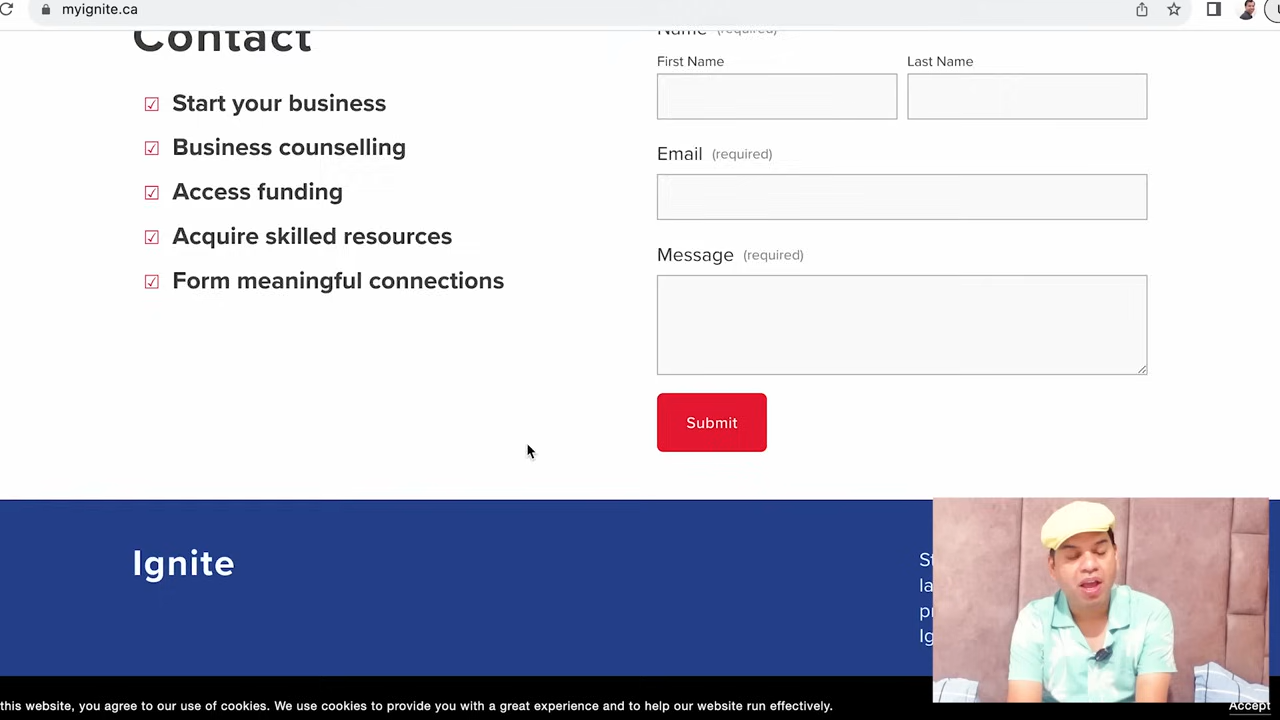 myignite.ca
Contact
Start your business
Business counselling
Access funding
Acquire skilled resources
Form meaningful connections
Name (required)
First Name Last Name
Email (required)
Message (required)
Submit
Ignite
this website, you agree to our use of cookies. We use cookies to provide you with a great experience and to help our website run effectively.
Accept